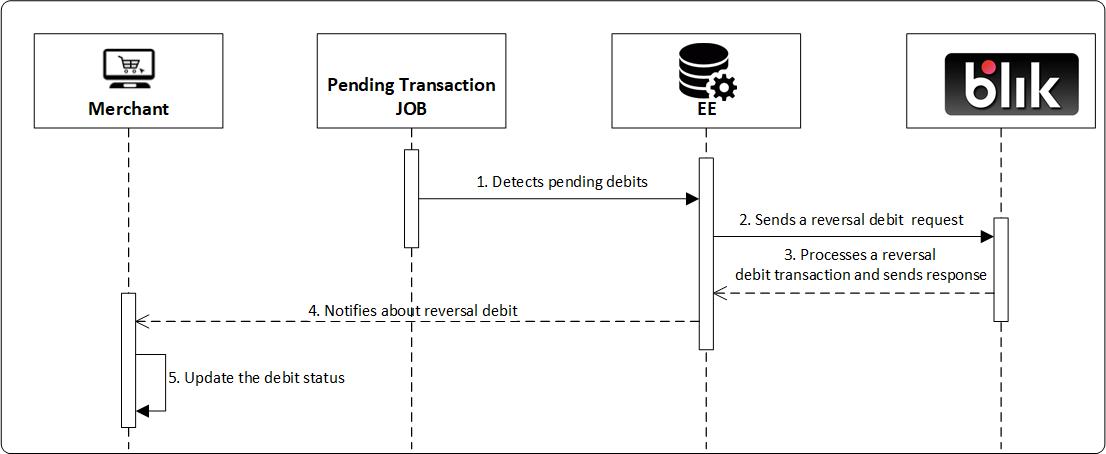 Merchant
Pending Transaction
JOB
EE
blik
1. Detects pending debits
2. Sends a reversal debit request
3. Processes a reversal
debit transaction and sends response
4. Notifies about reversal debit
5. Update the debit status